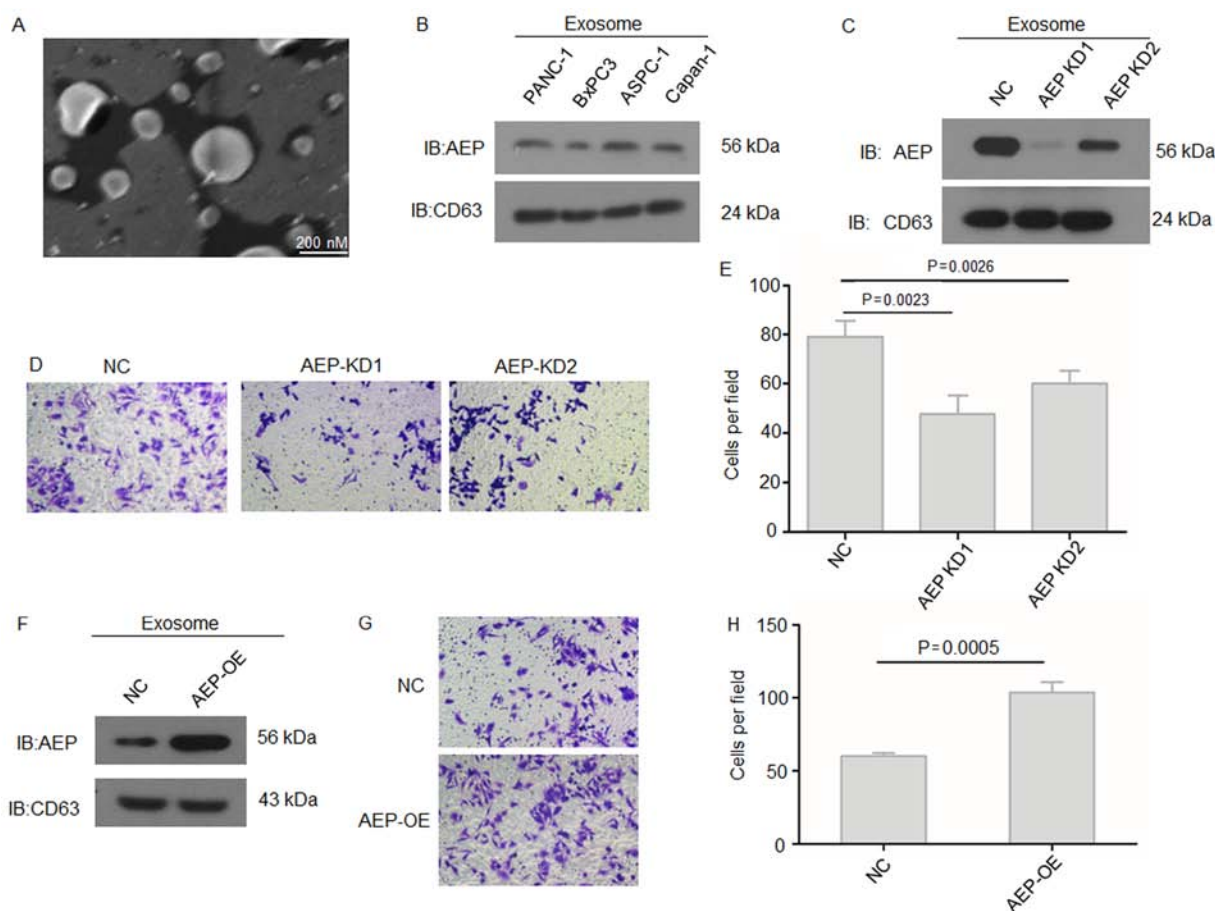 A
200 nM
B
Exosome
PANC-1
BxPC3
ASPC-1
Capan-1
IB:AEP
56 kDa
IB:CD63
24 kDa
C
Exosome
NC
AEP KD1
AEP KD2
IB: AEP
56 kDa
IB: CD63
24 kDa
D
NC
AEP-KD1
AEP-KD2
E
P=0.0026
P=0.0023
Cells per field
100
80
60
40
20
0
NC
AEP KD1
AEP KD2
F
Exosome
NC
AEP-OE
IB:AEP
56 kDa
IB:CD63
43 kDa
G
NC
AEP-OE
H
P=0.0005
Cells per field
150
100
50
0
NC
AEP-OE